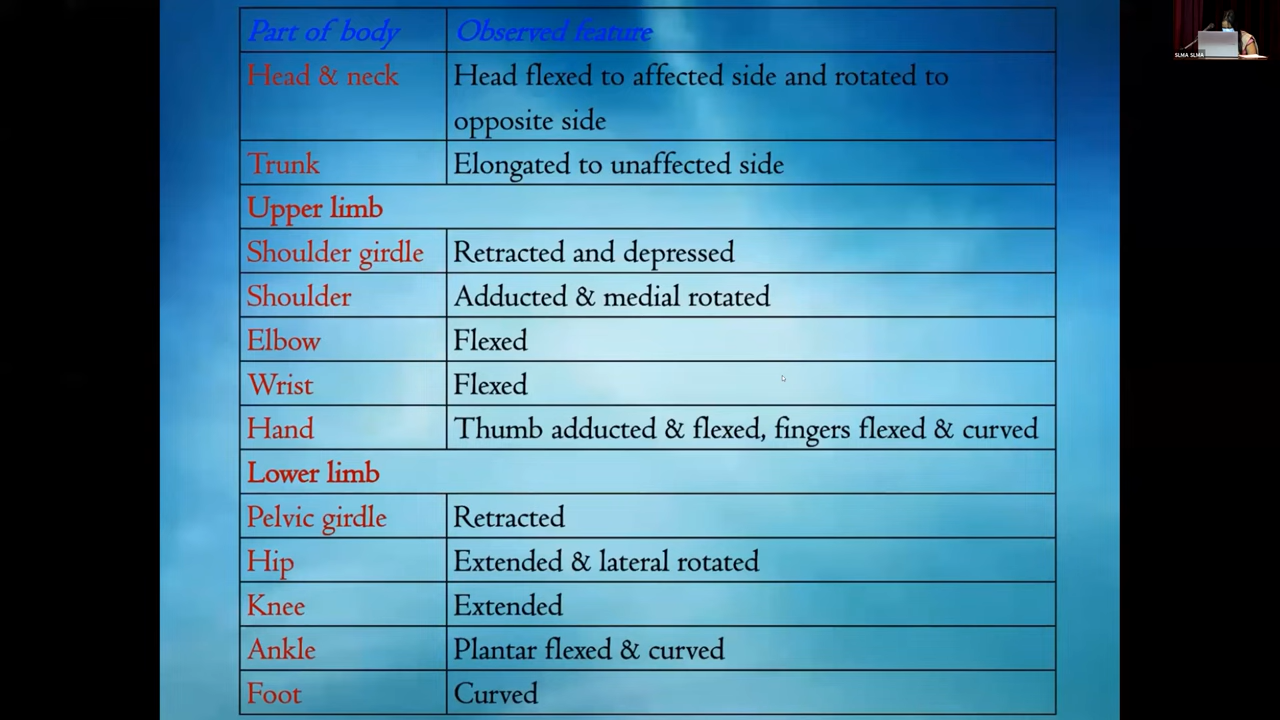 Part of body Observed feature
Head & neck Head flexed to affected side and rotated to
opposite side
Trunk Elongated to unaffected side
Upper limb
Shoulder girdle Retracted and depressed
Shoulder Adducted & medial rotated
Elbow Flexed
Wrist Flexed
Hand Thumb adducted & flexed, fingers flexed & curved
Lower limb
Pelvic girdle Retracted
Hip Extended & lateral rotated
Knee Extended
Ankle Plantar flexed & curved
Foot Curved
SLMA SLMA